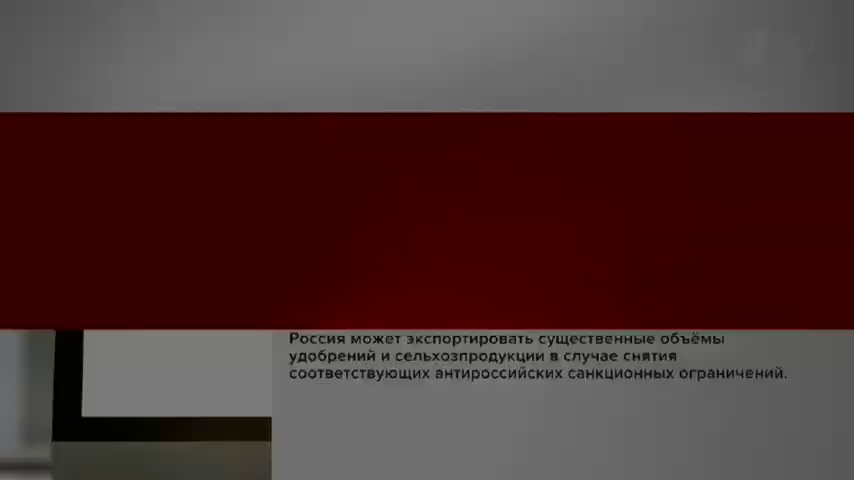 Россия может экспортировать существенные объёмы
удобрений и сельхозпродукции в случае снятия
соответствующих антироссийских санкционных ограничений.